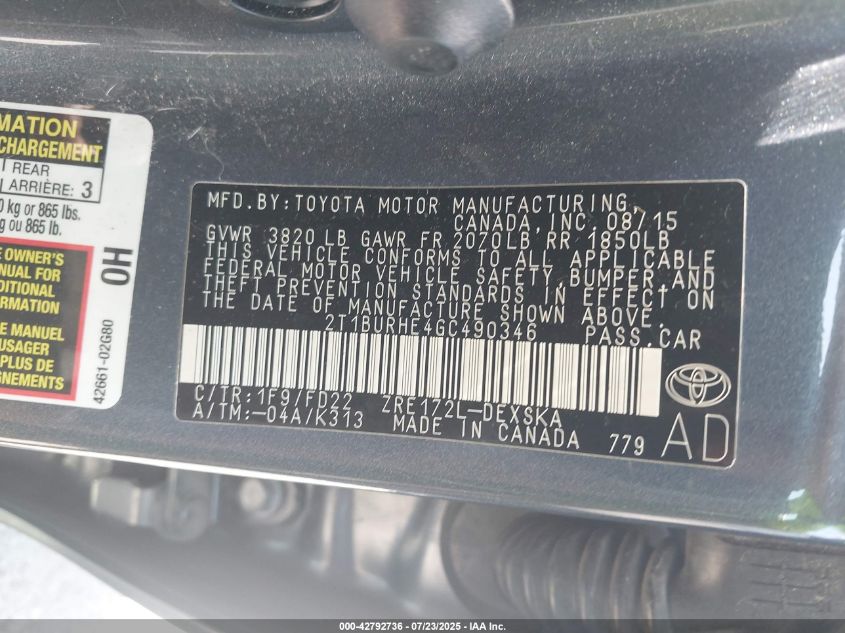 MATION
CHARGEMENT
REAR
ARRIÈRE: 3
0 kg or 865 lbs.
g ou 865 lb.
OWNER'S
MANUAL FOR
DITIONAL
ORMATION
E MANUEL
USAGER
PLUS DE
GNEMENTS
OH
42661-02G80
MFD.BY:TOYOTA MOTOR MANUFACTURING,
CANADA,INC. 08/15
GVWR 3820 LB GAWR FR 2070LB RR 1850LB
THIS VEHICLE CONFORMS TO ALL APPLICABLE
FEDERAL MOTOR VEHICLE SAFETY,BUMPER,AND
THEFT PREVENTION STANDARDS IN EFFECT ON
THE DATE OF MANUFACTURE SHOWN ABOVE.
2T1BURHE4GC490346 PASS.CAR
C/TR:1F9/FD22 ZRE172L-DEXSKA
A/TM:-04A/K313 MADE IN CANADA 779
AD
000-42792736 - 07/23/2025 - IAA Inc.